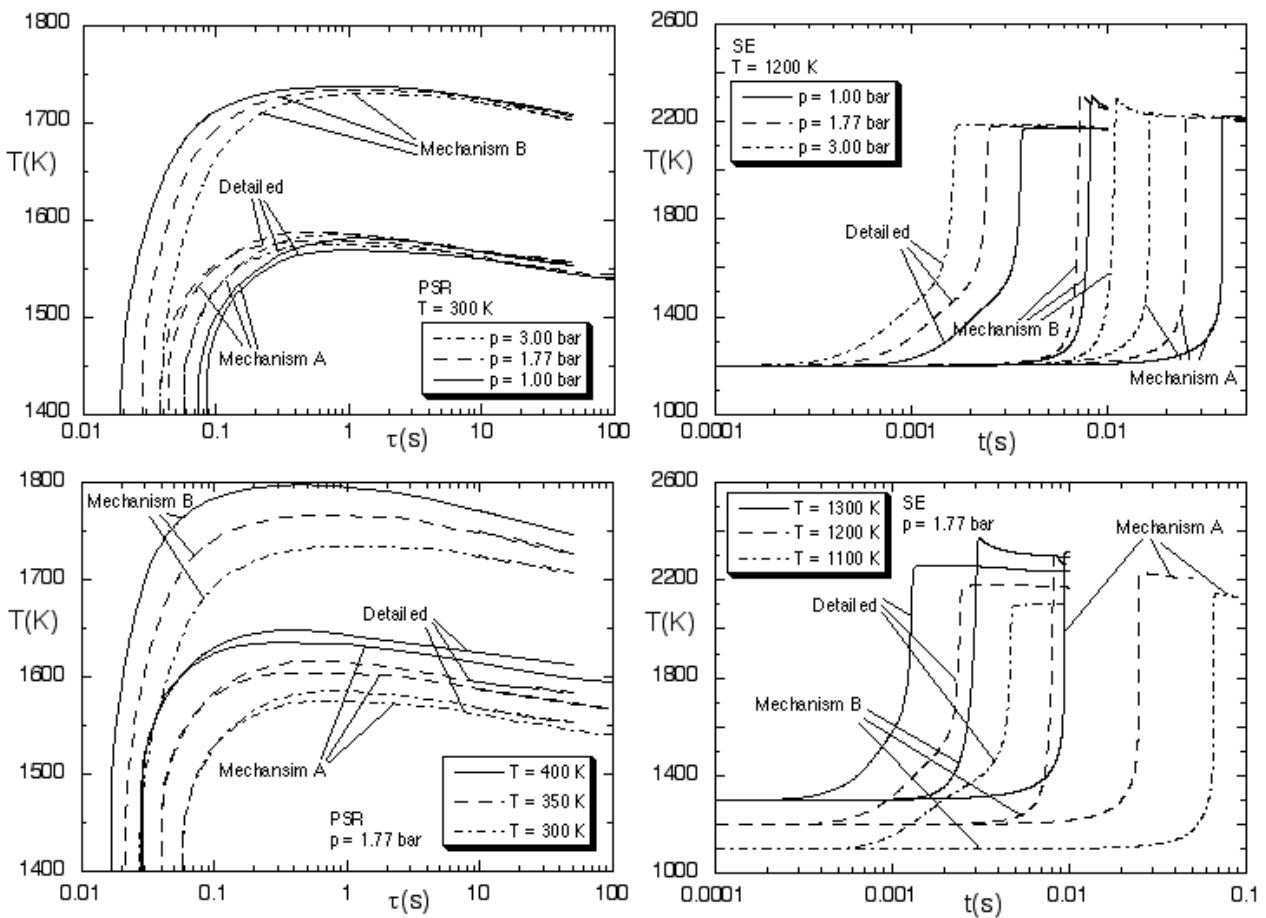 1800
1700
T(K)
1600
1500
1400
0.01
0.1
1
10
100
τ(s)
Mechanism B
Detailed
Mechanism A
PSR
T = 300 K
p = 3.00 bar
p = 1.77 bar
p = 1.00 bar
2600
2200
T(K)
1800
1400
1000
0.0001
0.001
0.01
t(s)
SE
T = 1200 K
p = 1.00 bar
p = 1.77 bar
p = 3.00 bar
Detailed
Mechanism B
Mechanism A
1800
1700
T(K)
1600
1500
1400
0.01
0.1
1
10
100
τ(s)
Mechanism B
Detailed
Mechansim A
PSR
p = 1.77 bar
T = 400 K
T = 350 K
T = 300 K
2600
2200
T(K)
1800
1400
1000
0.0001
0.001
0.01
0.1
t(s)
T = 1300 K
T = 1200 K
T = 1100 K
SE
p = 1.77 bar
Mechanism A
Detailed
Mechanism B